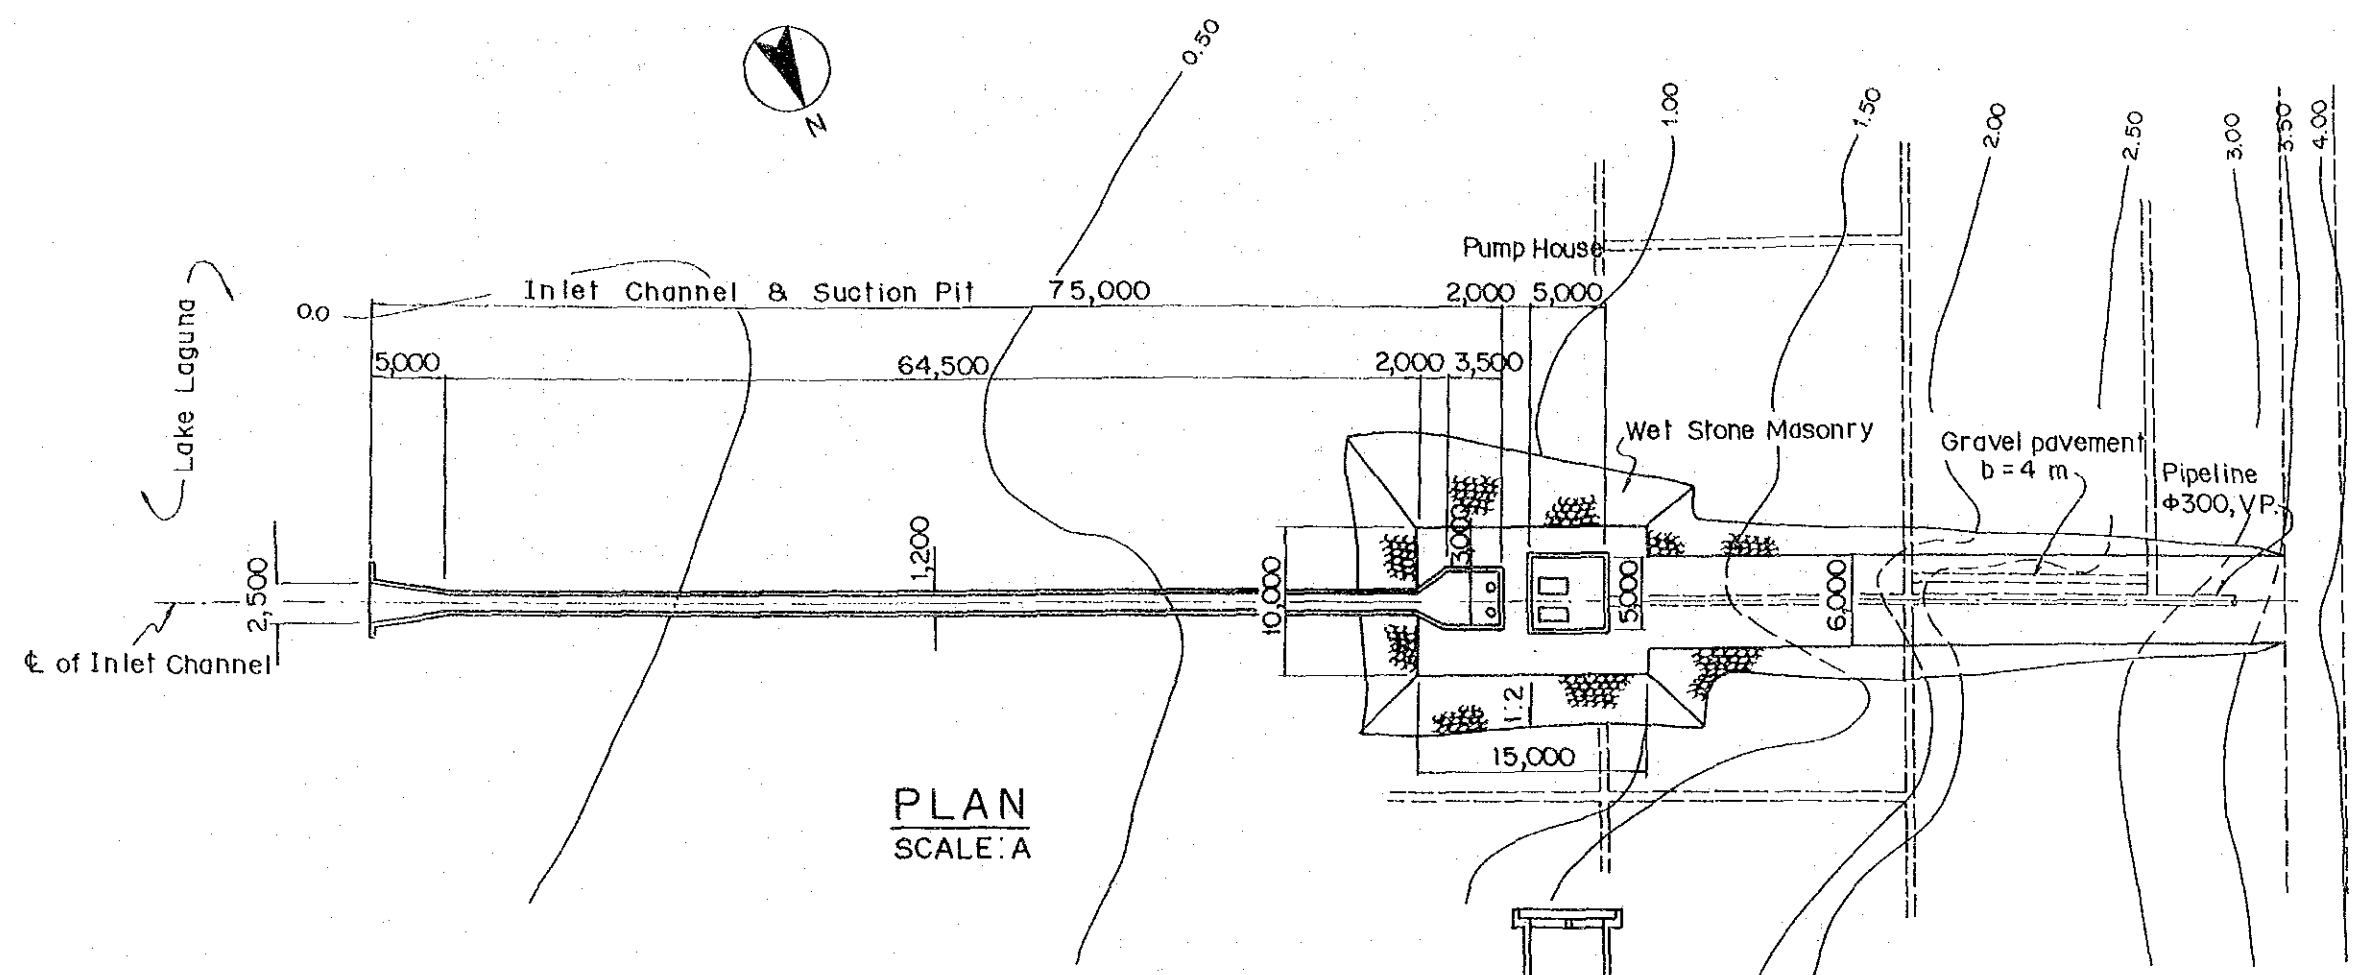 0.50
1.00
1.50
2.00
2.50
3.00
3.50
4.00
N
Pump House
Lake Laguna
0.0
Inlet Channel & Suction Pit 75,000
2,000 5,000
5,000
64,500
2,000 3,500
Wet Stone Masonry
Gravel pavement
b = 4 m
Pipeline
Φ300, VP.
2,500
1,200
10,000
3,000
5,000
6,000
℄ of Inlet Channel
1:2
15,000
PLAN
SCALE: A